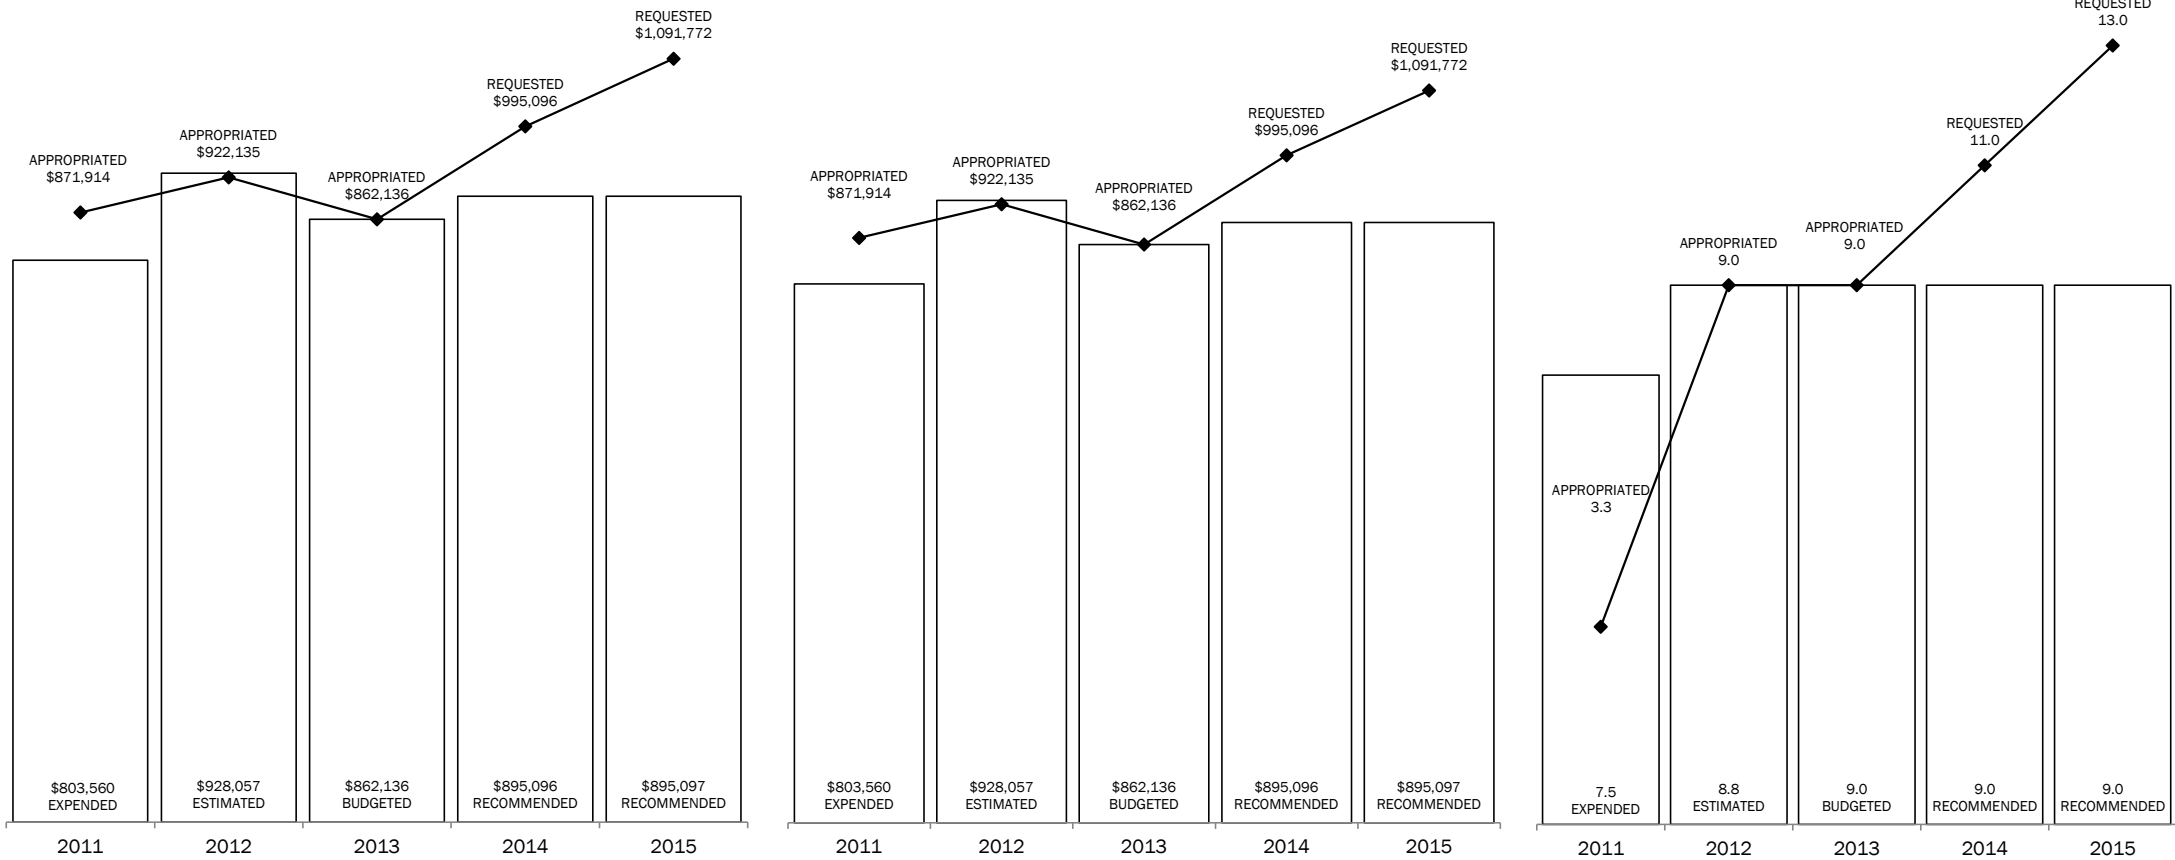 REQUESTED
$1,091,772
REQUESTED
$995,096
APPROPRIATED
$922,135
APPROPRIATED
$871,914
APPROPRIATED
$862,136
$803,560
EXPENDED
$928,057
ESTIMATED
$862,136
BUDGETED
$895,096
RECOMMENDED
$895,097
RECOMMENDED
2011
2012
2013
2014
2015
REQUESTED
$1,091,772
REQUESTED
$995,096
APPROPRIATED
$922,135
APPROPRIATED
$871,914
APPROPRIATED
$862,136
$803,560
EXPENDED
$928,057
ESTIMATED
$862,136
BUDGETED
$895,096
RECOMMENDED
$895,097
RECOMMENDED
2011
2012
2013
2014
2015
REQUESTED
13.0
REQUESTED
11.0
APPROPRIATED
9.0
APPROPRIATED
9.0
APPROPRIATED
3.3
7.5
EXPENDED
8.8
ESTIMATED
9.0
BUDGETED
9.0
RECOMMENDED
9.0
RECOMMENDED
2011
2012
2013
2014
2015